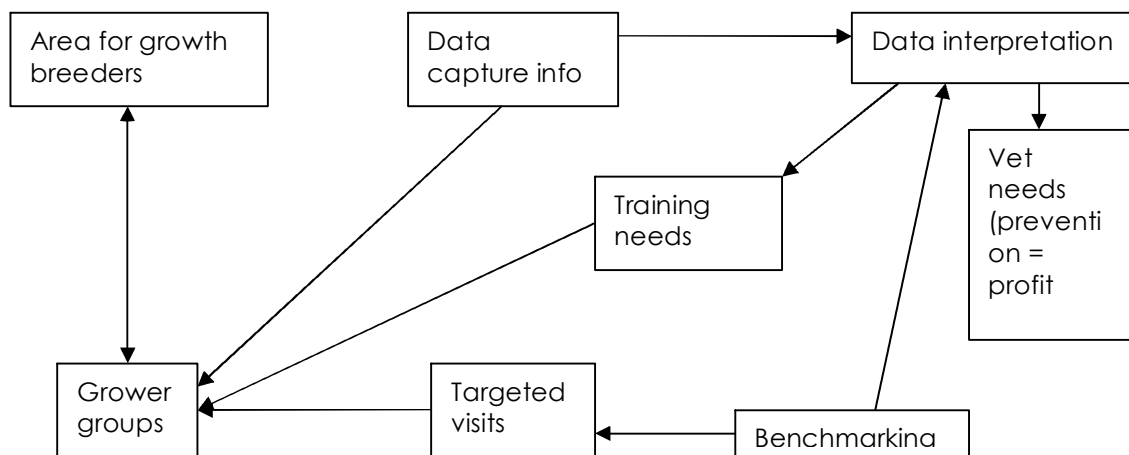 Area for growth
breeders
Data
capture info
Data interpretation
Vet
needs
(preventi
on =
profit
Training
needs
Grower
groups
Targeted
visits
Benchmarking